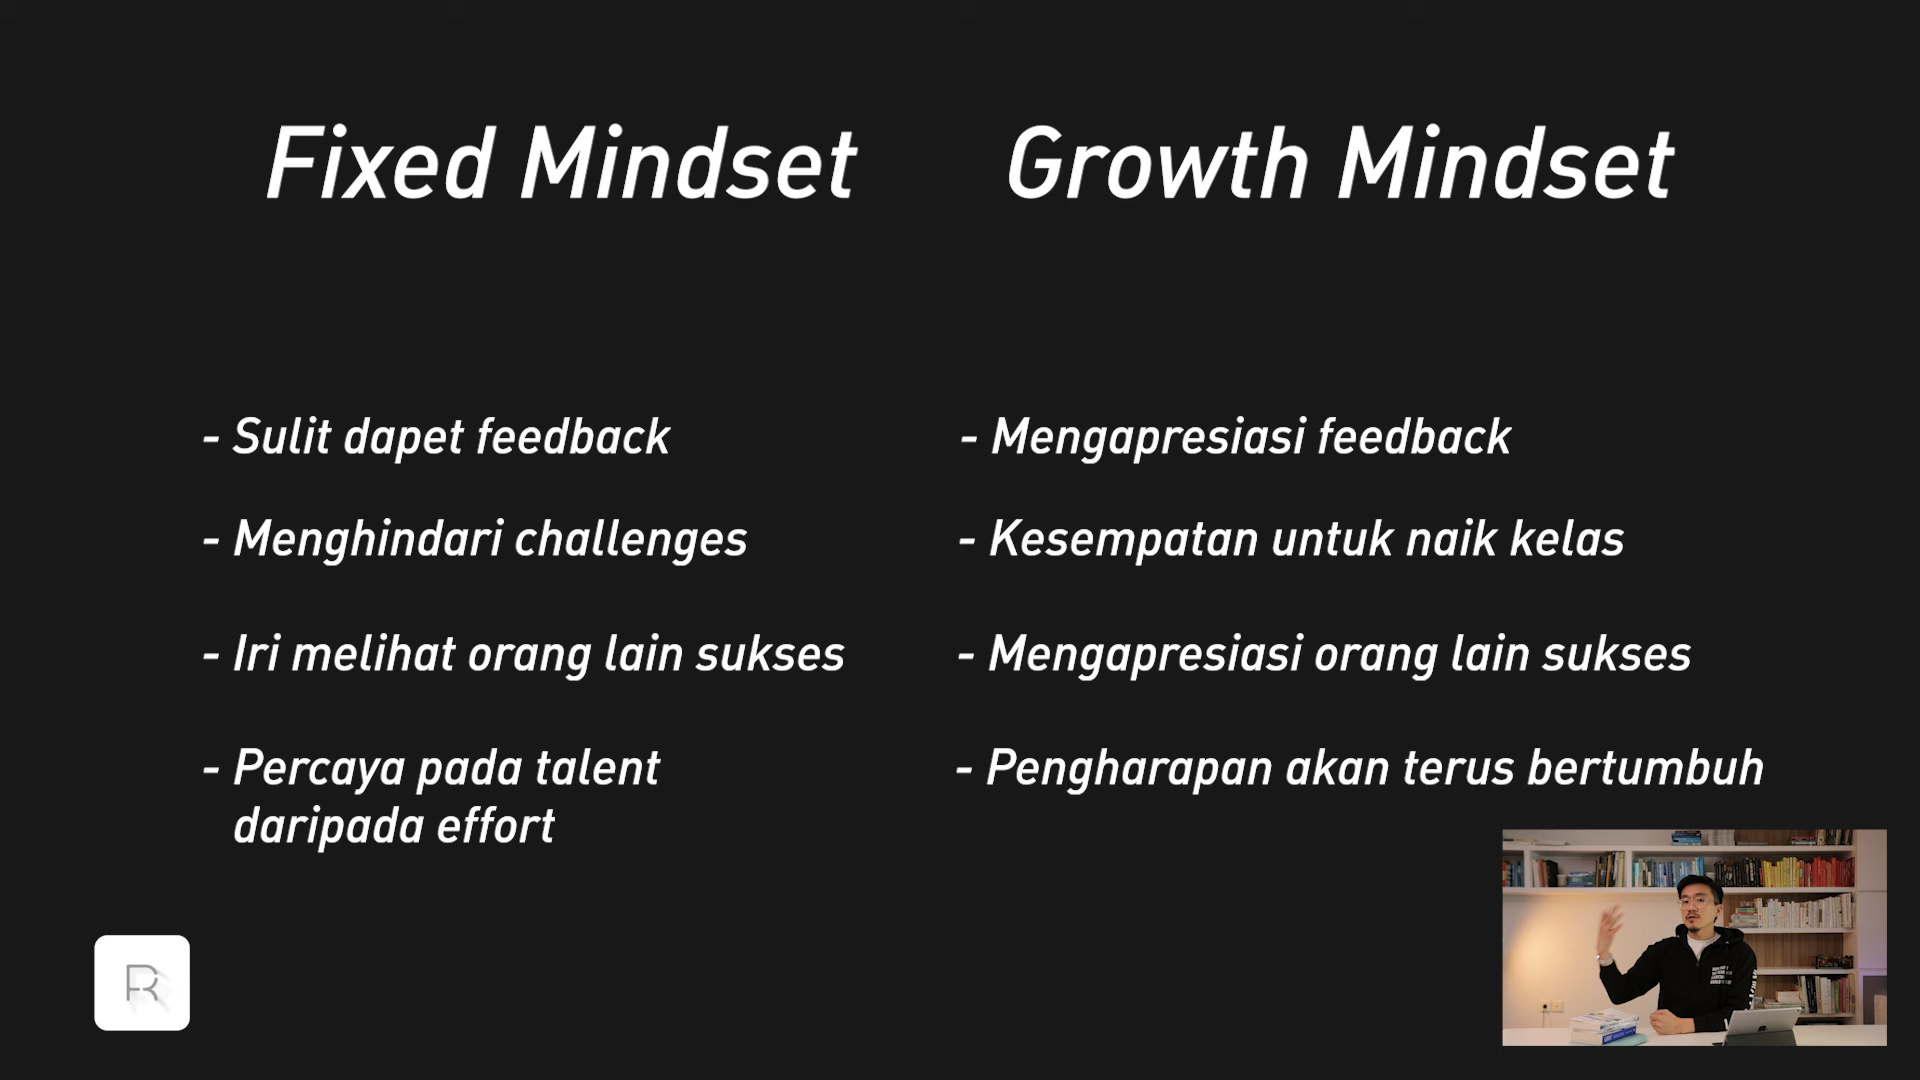 Fixed Mindset
Growth Mindset
- Sulit dapet feedback
- Menghindari challenges
- Iri melihat orang lain sukses
- Percaya pada talent
daripada effort
- Mengapresiasi feedback
- Kesempatan untuk naik kelas
- Mengapresiasi orang lain sukses
- Pengharapan akan terus bertumbuh